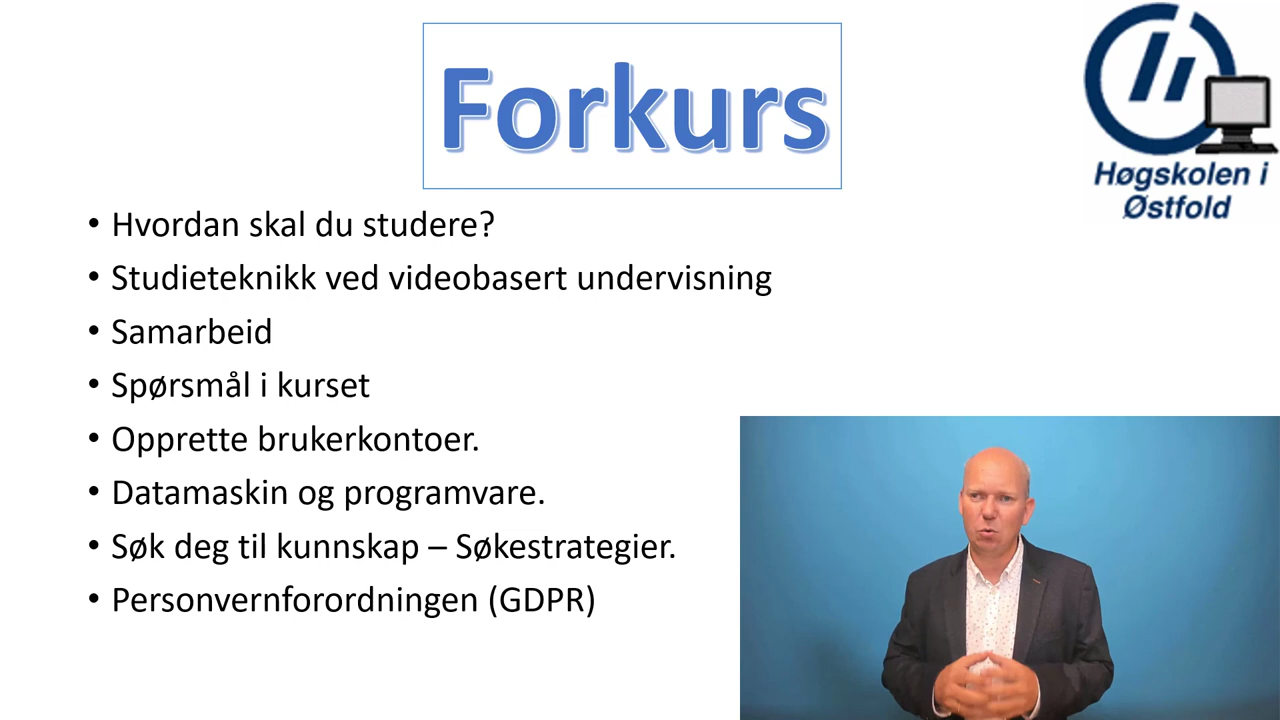 Forkurs
Høgskolen i
Østfold
• Hvordan skal du studere?
• Studieteknikk ved videobasert undervisning
• Samarbeid
• Spørsmål i kurset
• Opprette brukerkontoer.
• Datamaskin og programvare.
• Søk deg til kunnskap – Søkestrategier.
• Personvernforordningen (GDPR)